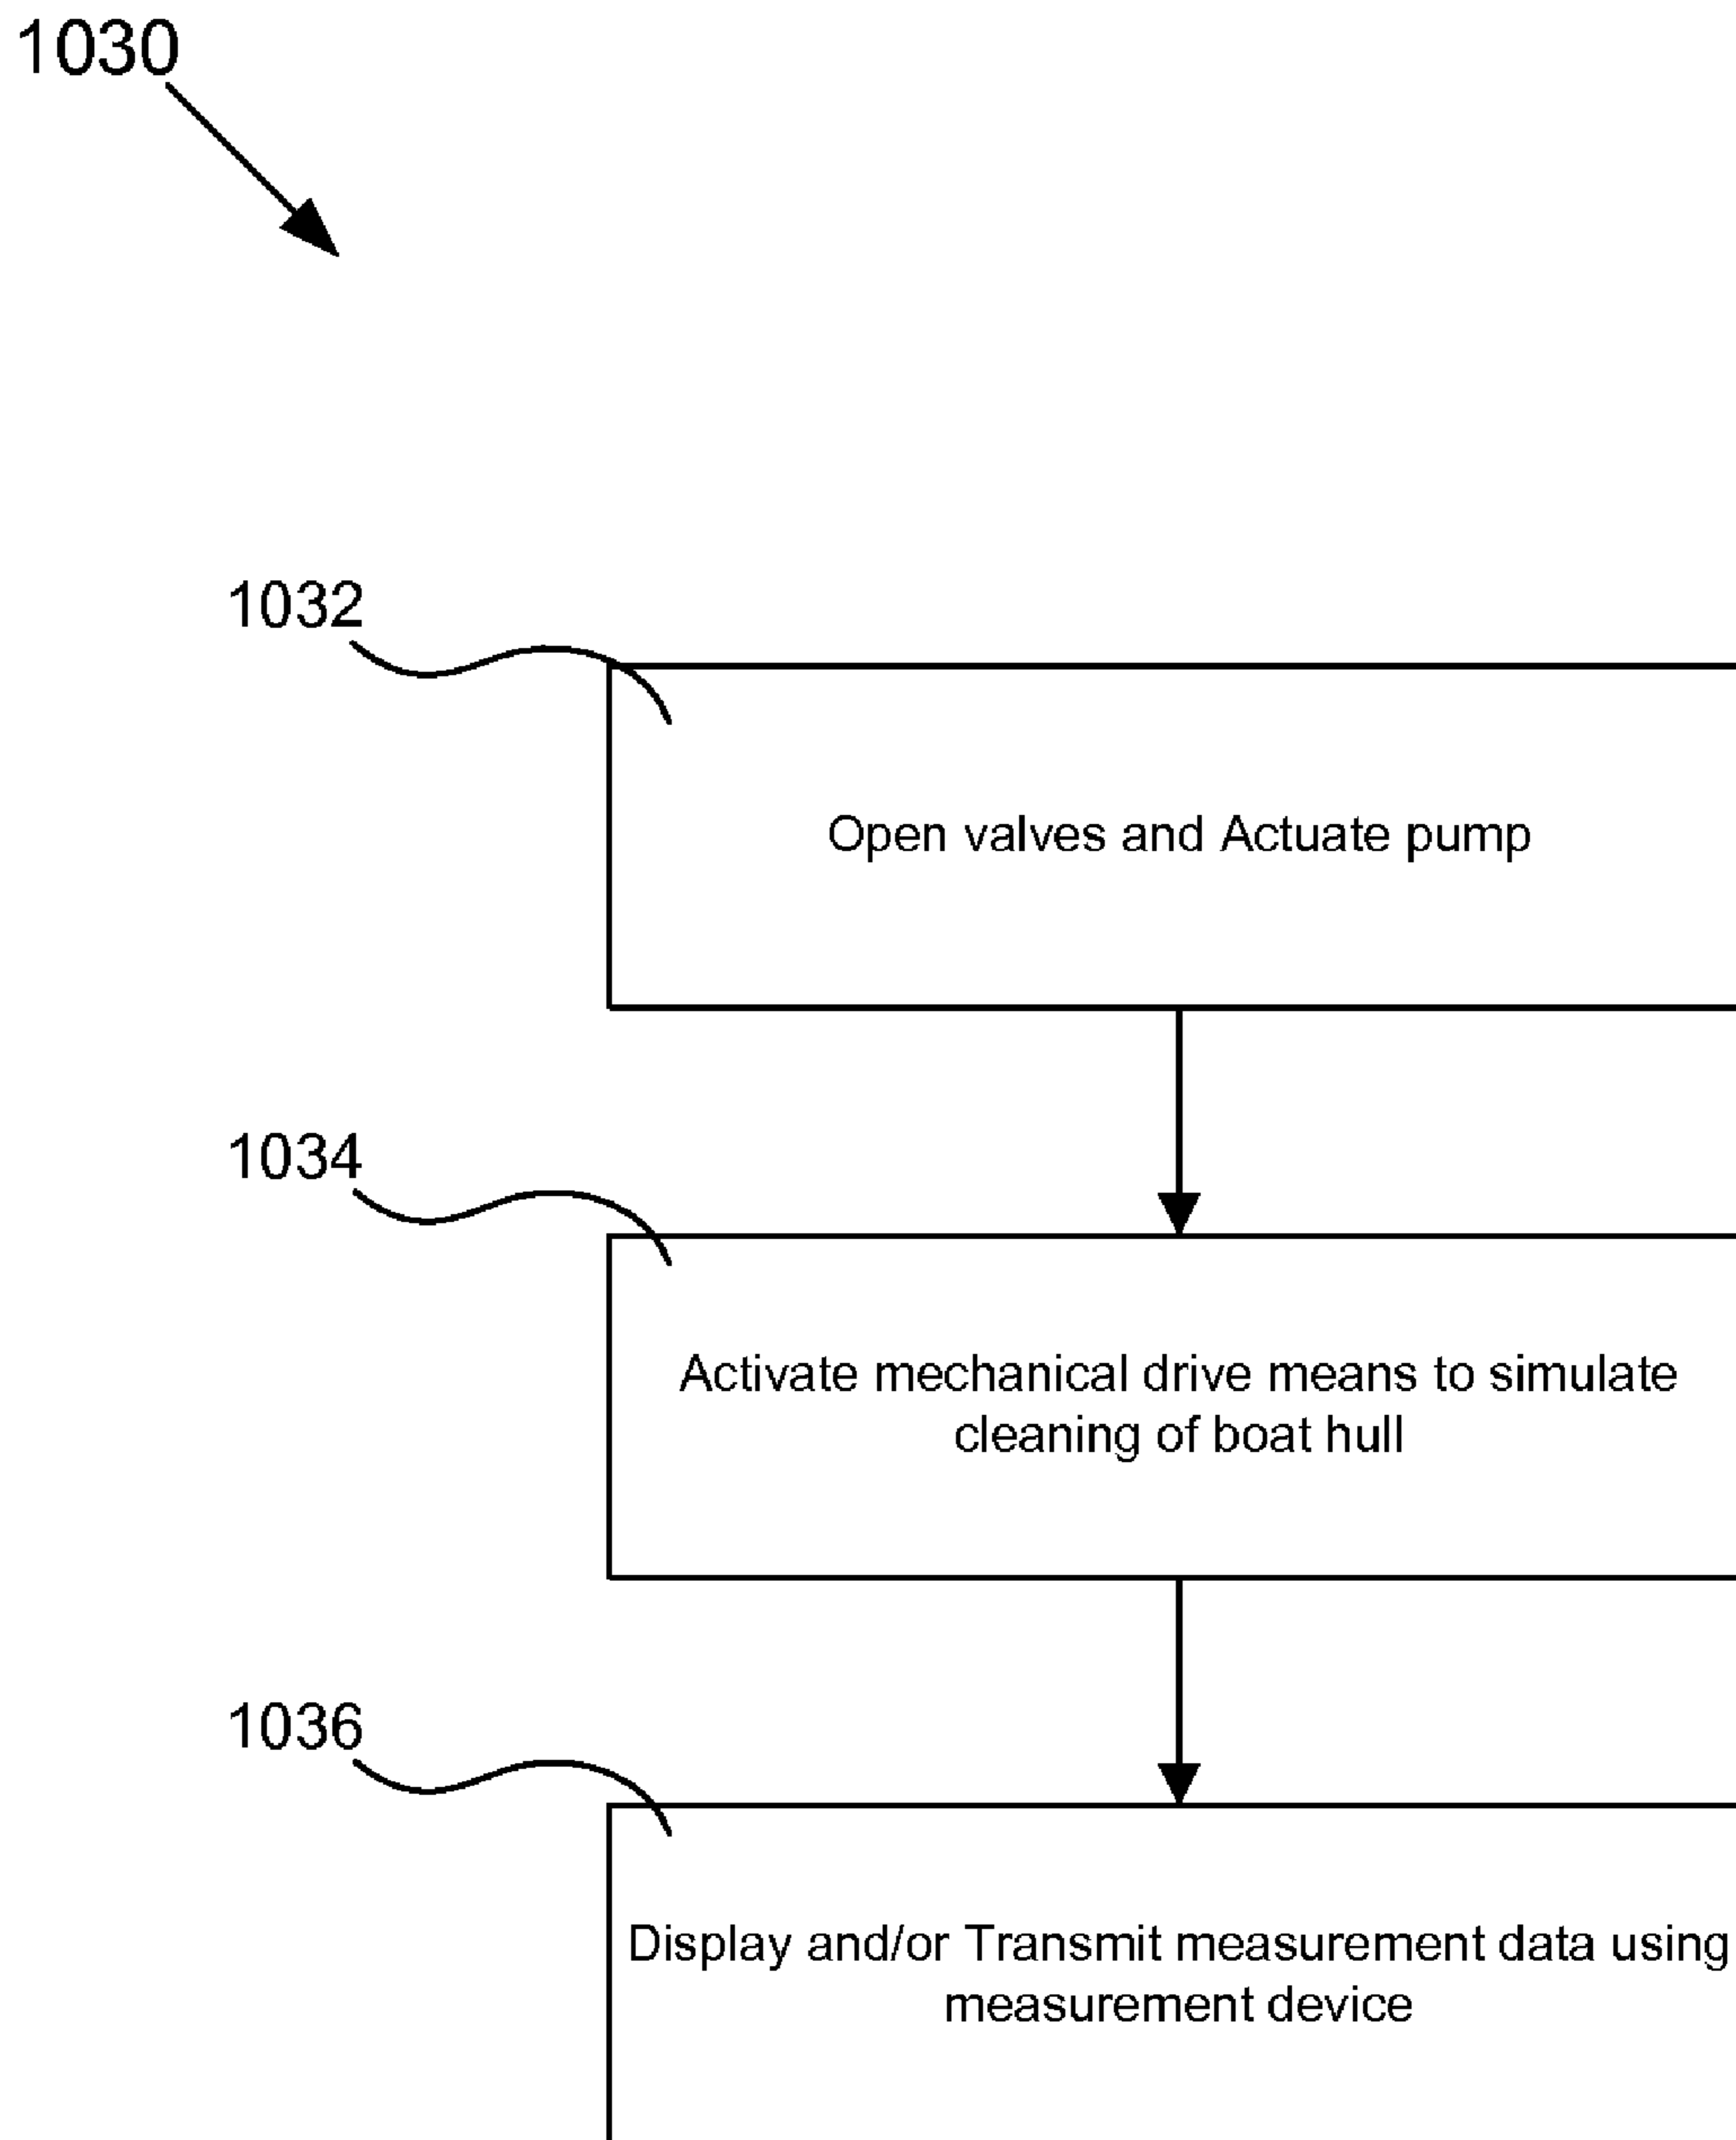 1030
1032
Open valves and Actuate pump
1034
Activate mechanical drive means to simulate
cleaning of boat hull
1036
Display and/or Transmit measurement data using
measurement device